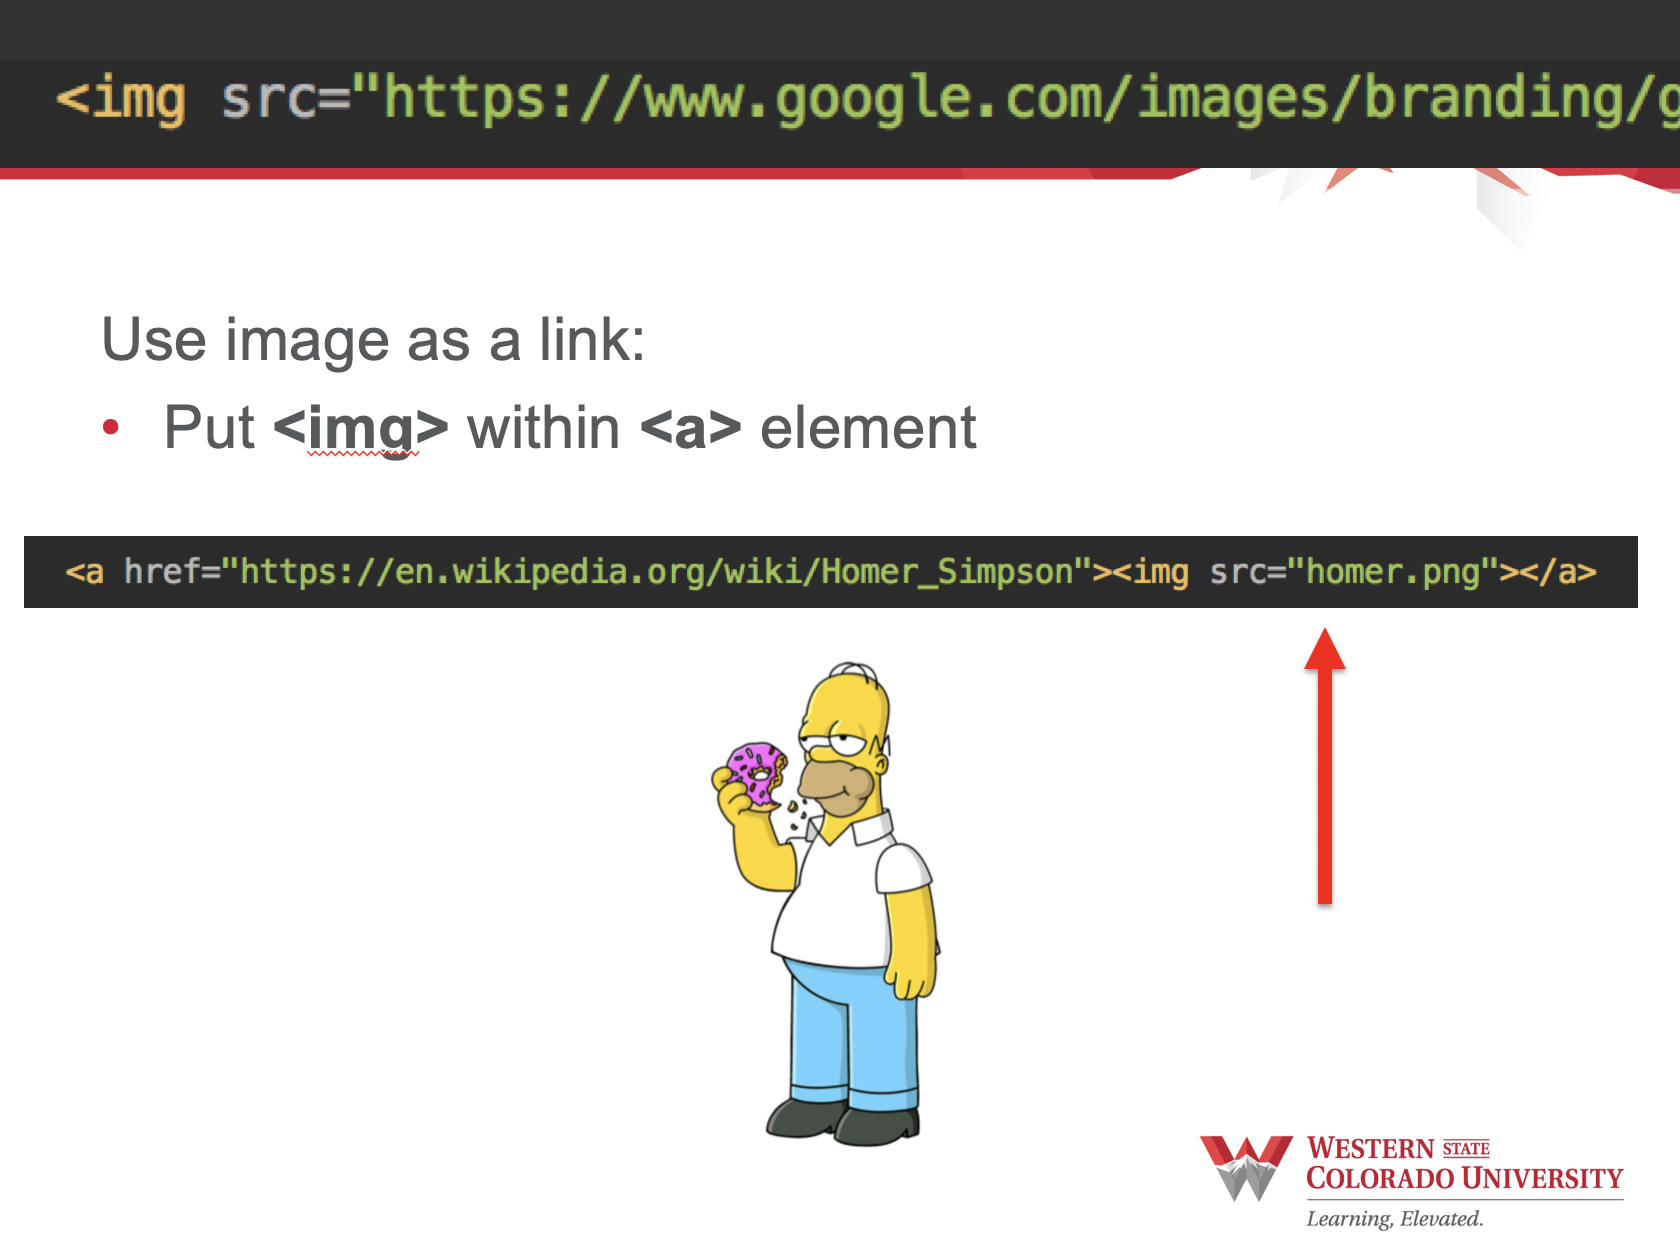 <img src="https://www.google.com/images/branding/g
Use image as a link:
• Put <img> within <a> element
<a href="https://en.wikipedia.org/wiki/Homer_Simpson"><img src="homer.png"></a>
WESTERN STATE
COLORADO UNIVERSITY
Learning, Elevated.